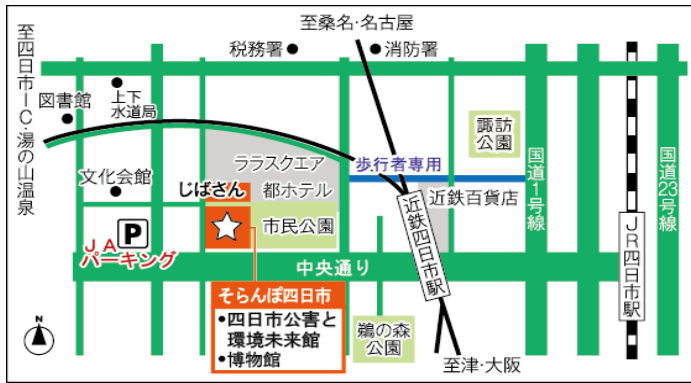 至桑名･名古屋
税務署
消防署
至四日市IC･湯の山温泉
図書館
上下
水道局
諏訪
公園
ララスクエア
歩行者専用
国道1号線
国道23号線
文化会館
じばさん
都ホテル
近鉄百貨店
P
市民公園
近鉄四日市駅
JR四日市駅
JA
パーキング
中央通り
そらんぽ四日市
•四日市公害と
環境未来館
•博物館
鵜の森
公園
N
至津･大阪